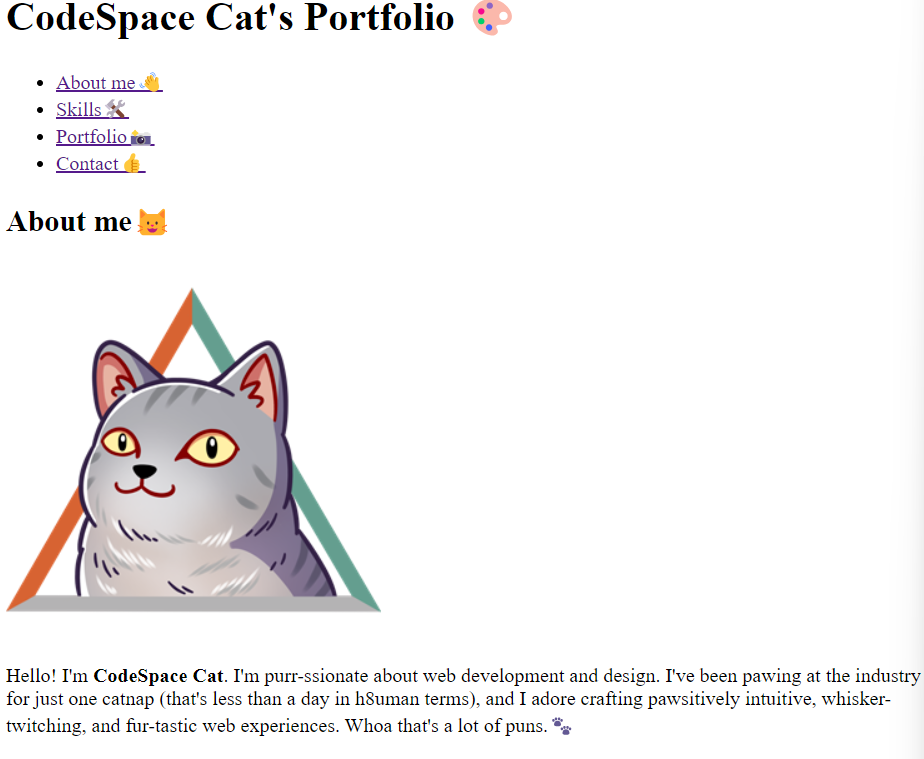 CodeSpace Cat's Portfolio 🎨
About me 👋
Skills 🛠️
Portfolio 📸
Contact 👍
About me 😺
Hello! I'm CodeSpace Cat. I'm purr-ssionate about web development and design. I've been pawing at the industry
for just one catnap (that's less than a day in h8uman terms), and I adore crafting pawsitively intuitive, whisker-
twitching, and fur-tastic web experiences. Whoa that's a lot of puns. 🐾